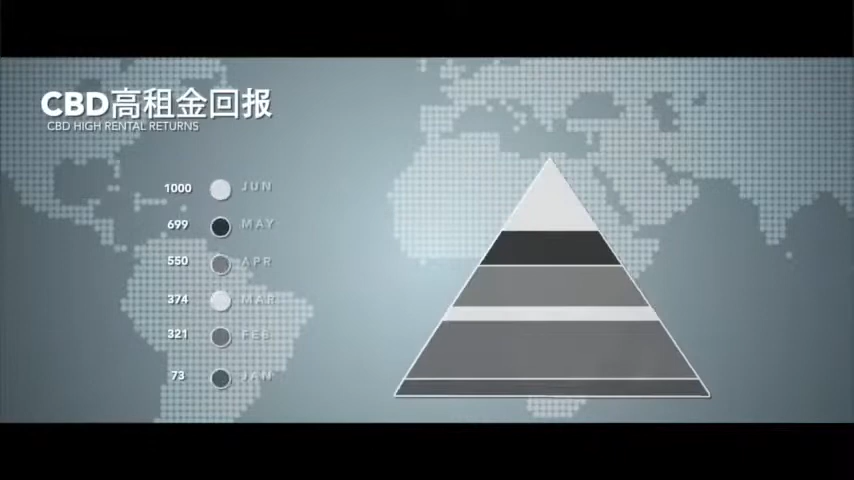 CBD高租金回报
CBD HIGH RENTAL RETURNS
1000 JUN
699 MAY
550 APR
374 MAR
321 FEB
73 JAN